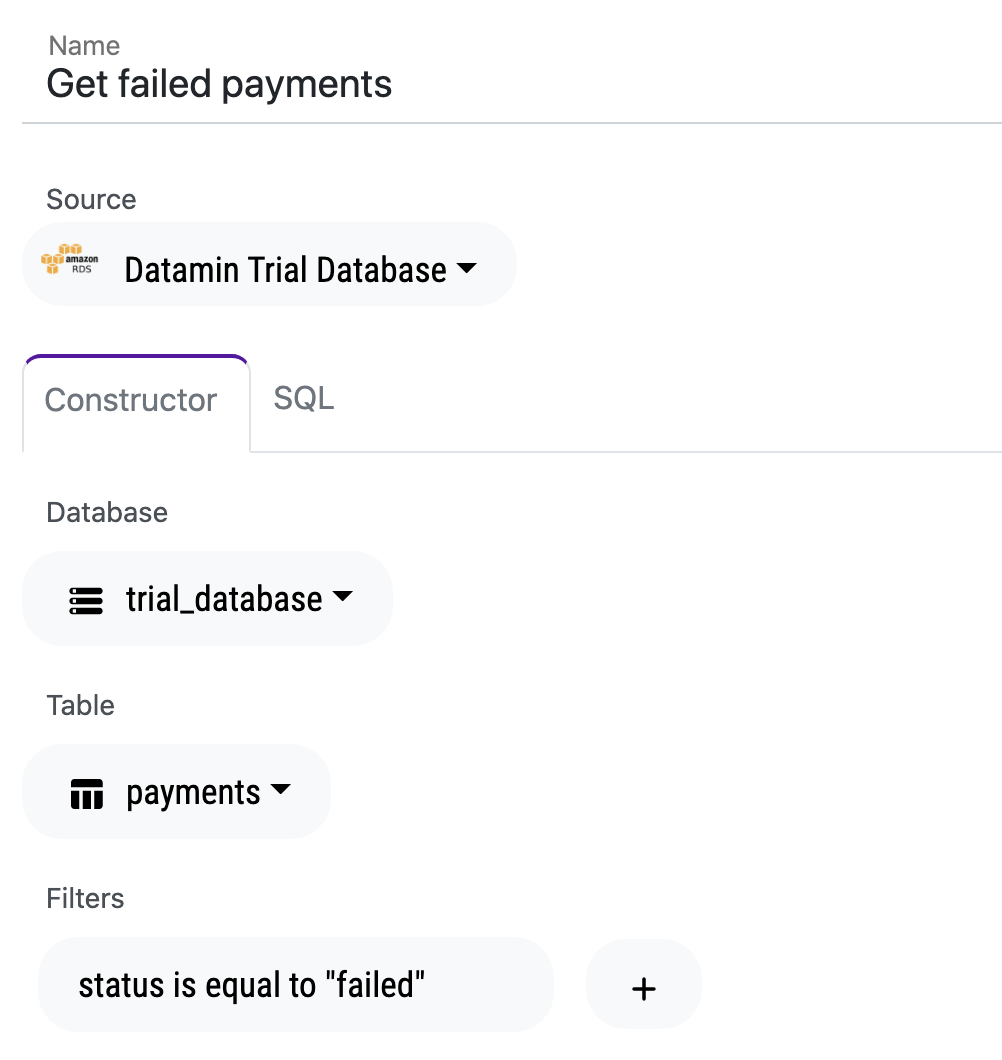 Name
Get failed payments
Source
amazon
RDS
Datamin Trial Database
Constructor
SQL
Database
trial_database
Table
payments
Filters
status is equal to "failed"
+